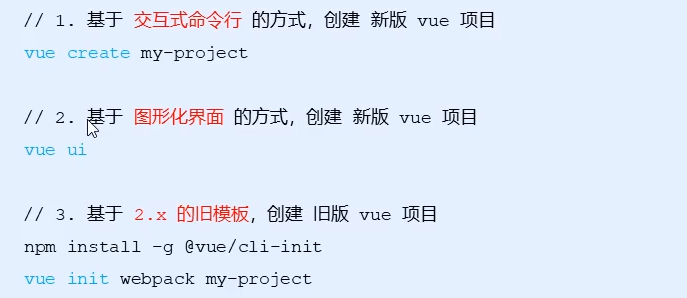 // 1. 基于 交互式命令行 的方式，创建 新版 vue 项目
vue create my-project
// 2. 基于 图形化界面 的方式，创建 新版 vue 项目
vue ui
// 3. 基于 2.x 的旧模板，创建 旧版 vue 项目
npm install -g @vue/cli-init
vue init webpack my-project